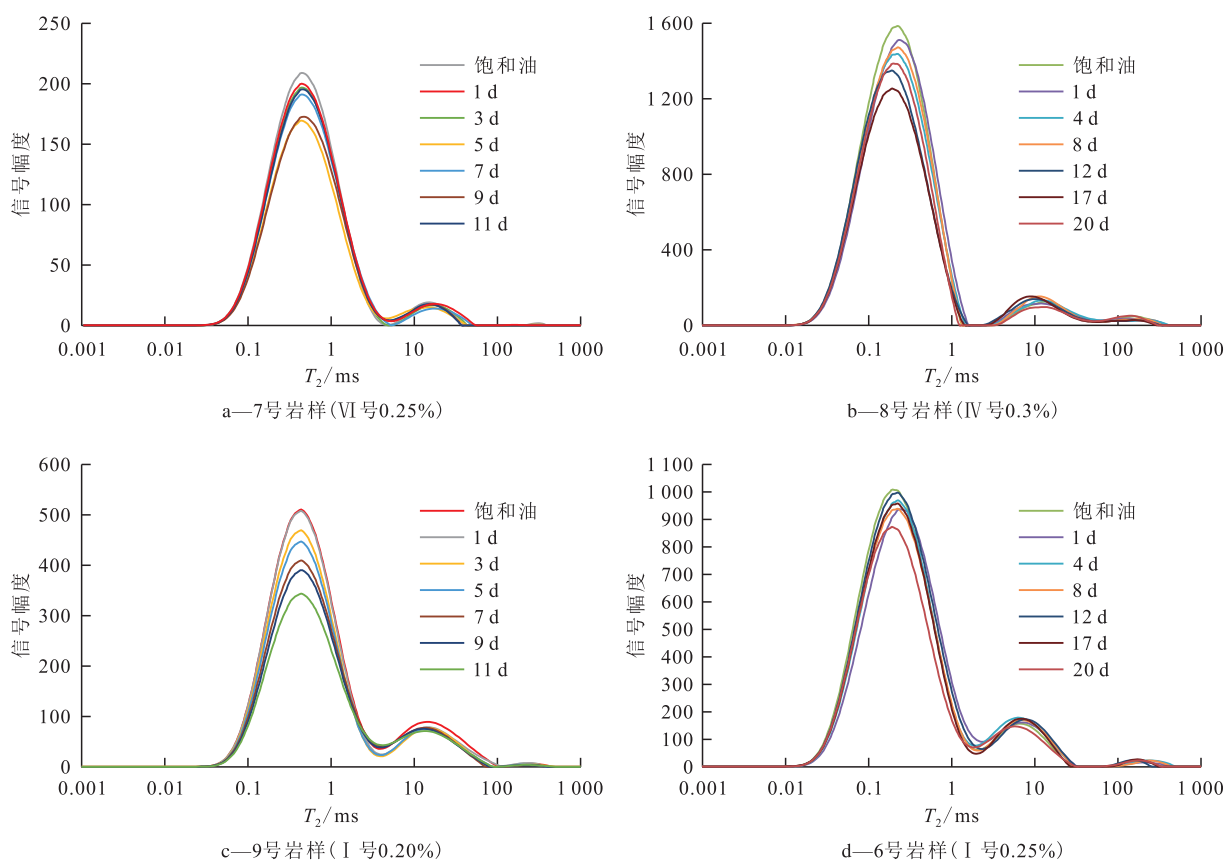 250
200
150
100
50
0
信号幅度
饱和油
1 d
3 d
5 d
7 d
9 d
11 d
0.001 0.01 0.1 1 10 100 1 000
T₂/ms
a—7号岩样(Ⅵ号0.25%)
1 600
1 200
800
400
0
信号幅度
饱和油
1 d
4 d
8 d
12 d
17 d
20 d
0.001 0.01 0.1 1 10 100 1 000
T₂/ms
b—8号岩样(Ⅳ号0.3%)
600
500
400
300
200
100
0
信号幅度
饱和油
1 d
3 d
5 d
7 d
9 d
11 d
0.001 0.01 0.1 1 10 100 1 000
T₂/ms
c—9号岩样(Ⅰ号0.20%)
1 100
1 000
900
800
700
600
500
400
300
200
100
0
信号幅度
饱和油
1 d
4 d
8 d
12 d
17 d
20 d
0.001 0.01 0.1 1 10 100 1 000
T₂/ms
d—6号岩样(Ⅰ号0.25%)